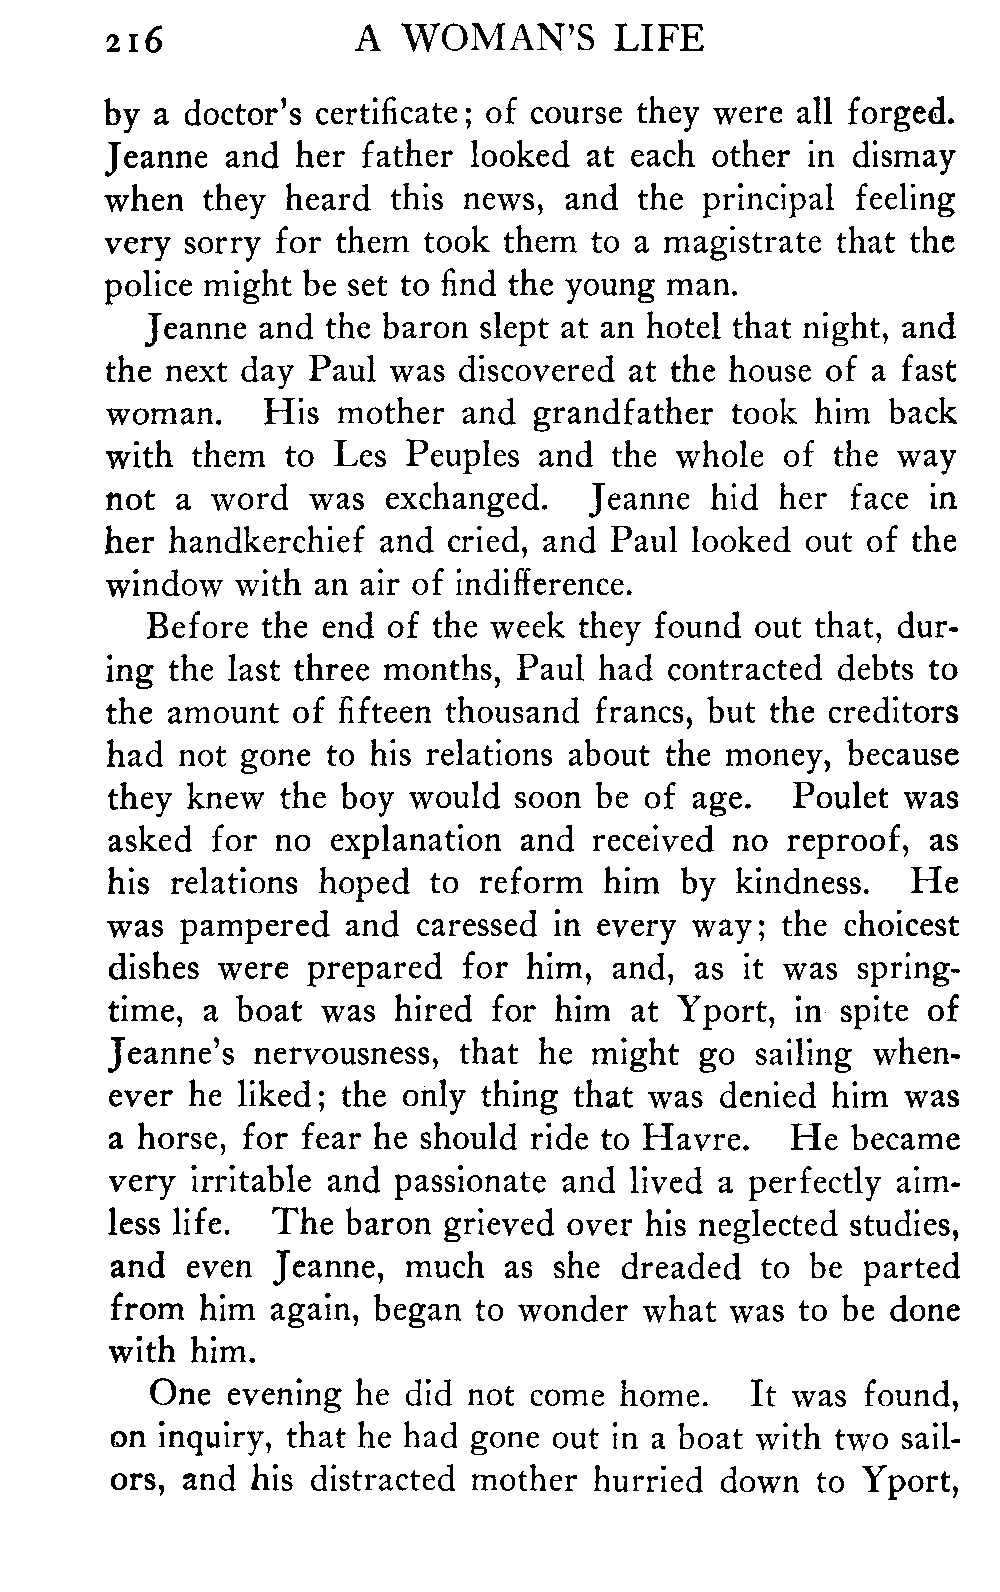 216 A WOMAN'S LIFE
by a doctor's certificate; of course they were all forged.
Jeanne and her father looked at each other in dismay
when they heard this news, and the principal feeling
very sorry for them took them to a magistrate that the
police might be set to find the young man.
Jeanne and the baron slept at an hotel that night, and
the next day Paul was discovered at the house of a fast
woman. His mother and grandfather took him back
with them to Les Peuples and the whole of the way
not a word was exchanged. Jeanne hid her face in
her handkerchief and cried, and Paul looked out of the
window with an air of indifference.
Before the end of the week they found out that, dur-
ing the last three months, Paul had contracted debts to
the amount of fifteen thousand francs, but the creditors
had not gone to his relations about the money, because
they knew the boy would soon be of age. Poulet was
asked for no explanation and received no reproof, as
his relations hoped to reform him by kindness. He
was pampered and caressed in every way; the choicest
dishes were prepared for him, and, as it was spring-
time, a boat was hired for him at Yport, in spite of
Jeanne's nervousness, that he might go sailing when-
ever he liked; the only thing that was denied him was
a horse, for fear he should ride to Havre. He became
very irritable and passionate and lived a perfectly aim-
less life. The baron grieved over his neglected studies,
and even Jeanne, much as she dreaded to be parted
from him again, began to wonder what was to be done
with him.
One evening he did not come home. It was found,
on inquiry, that he had gone out in a boat with two sail-
ors, and his distracted mother hurried down to Yport,